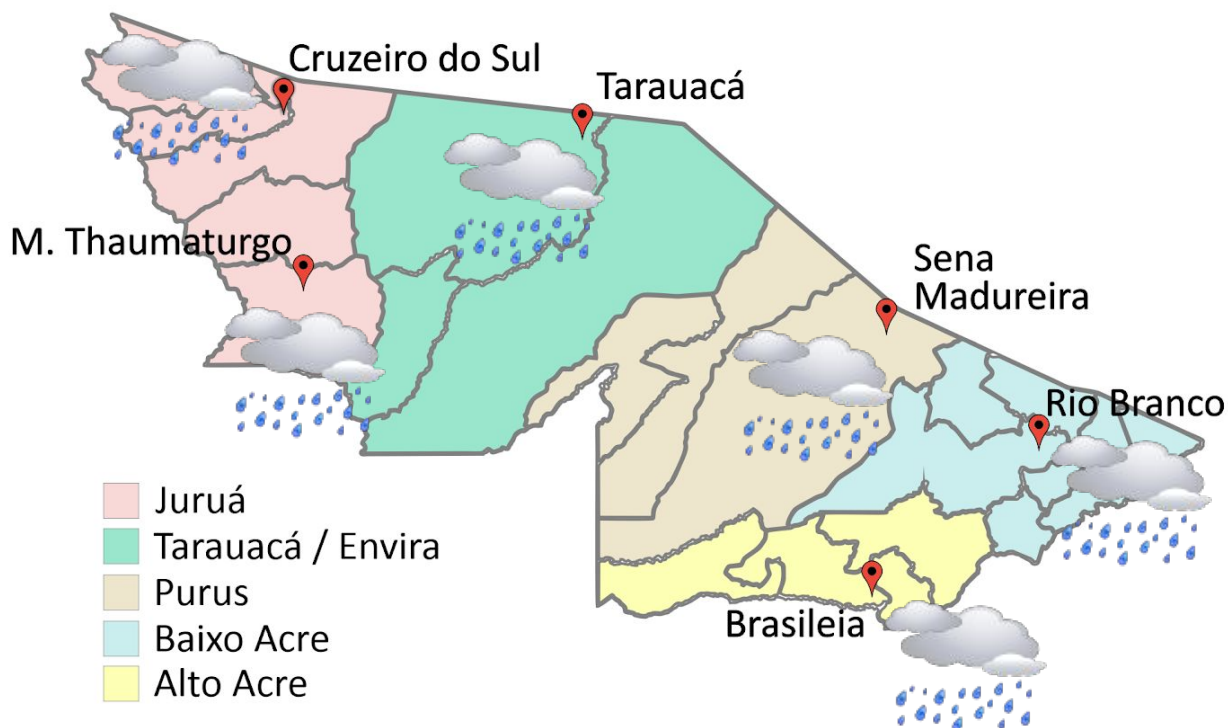 Cruzeiro do Sul
Tarauacá
M. Thaumaturgo
Sena
Madureira
Rio Branco
Brasileia
Juruá
Tarauacá / Envira
Purus
Baixo Acre
Alto Acre